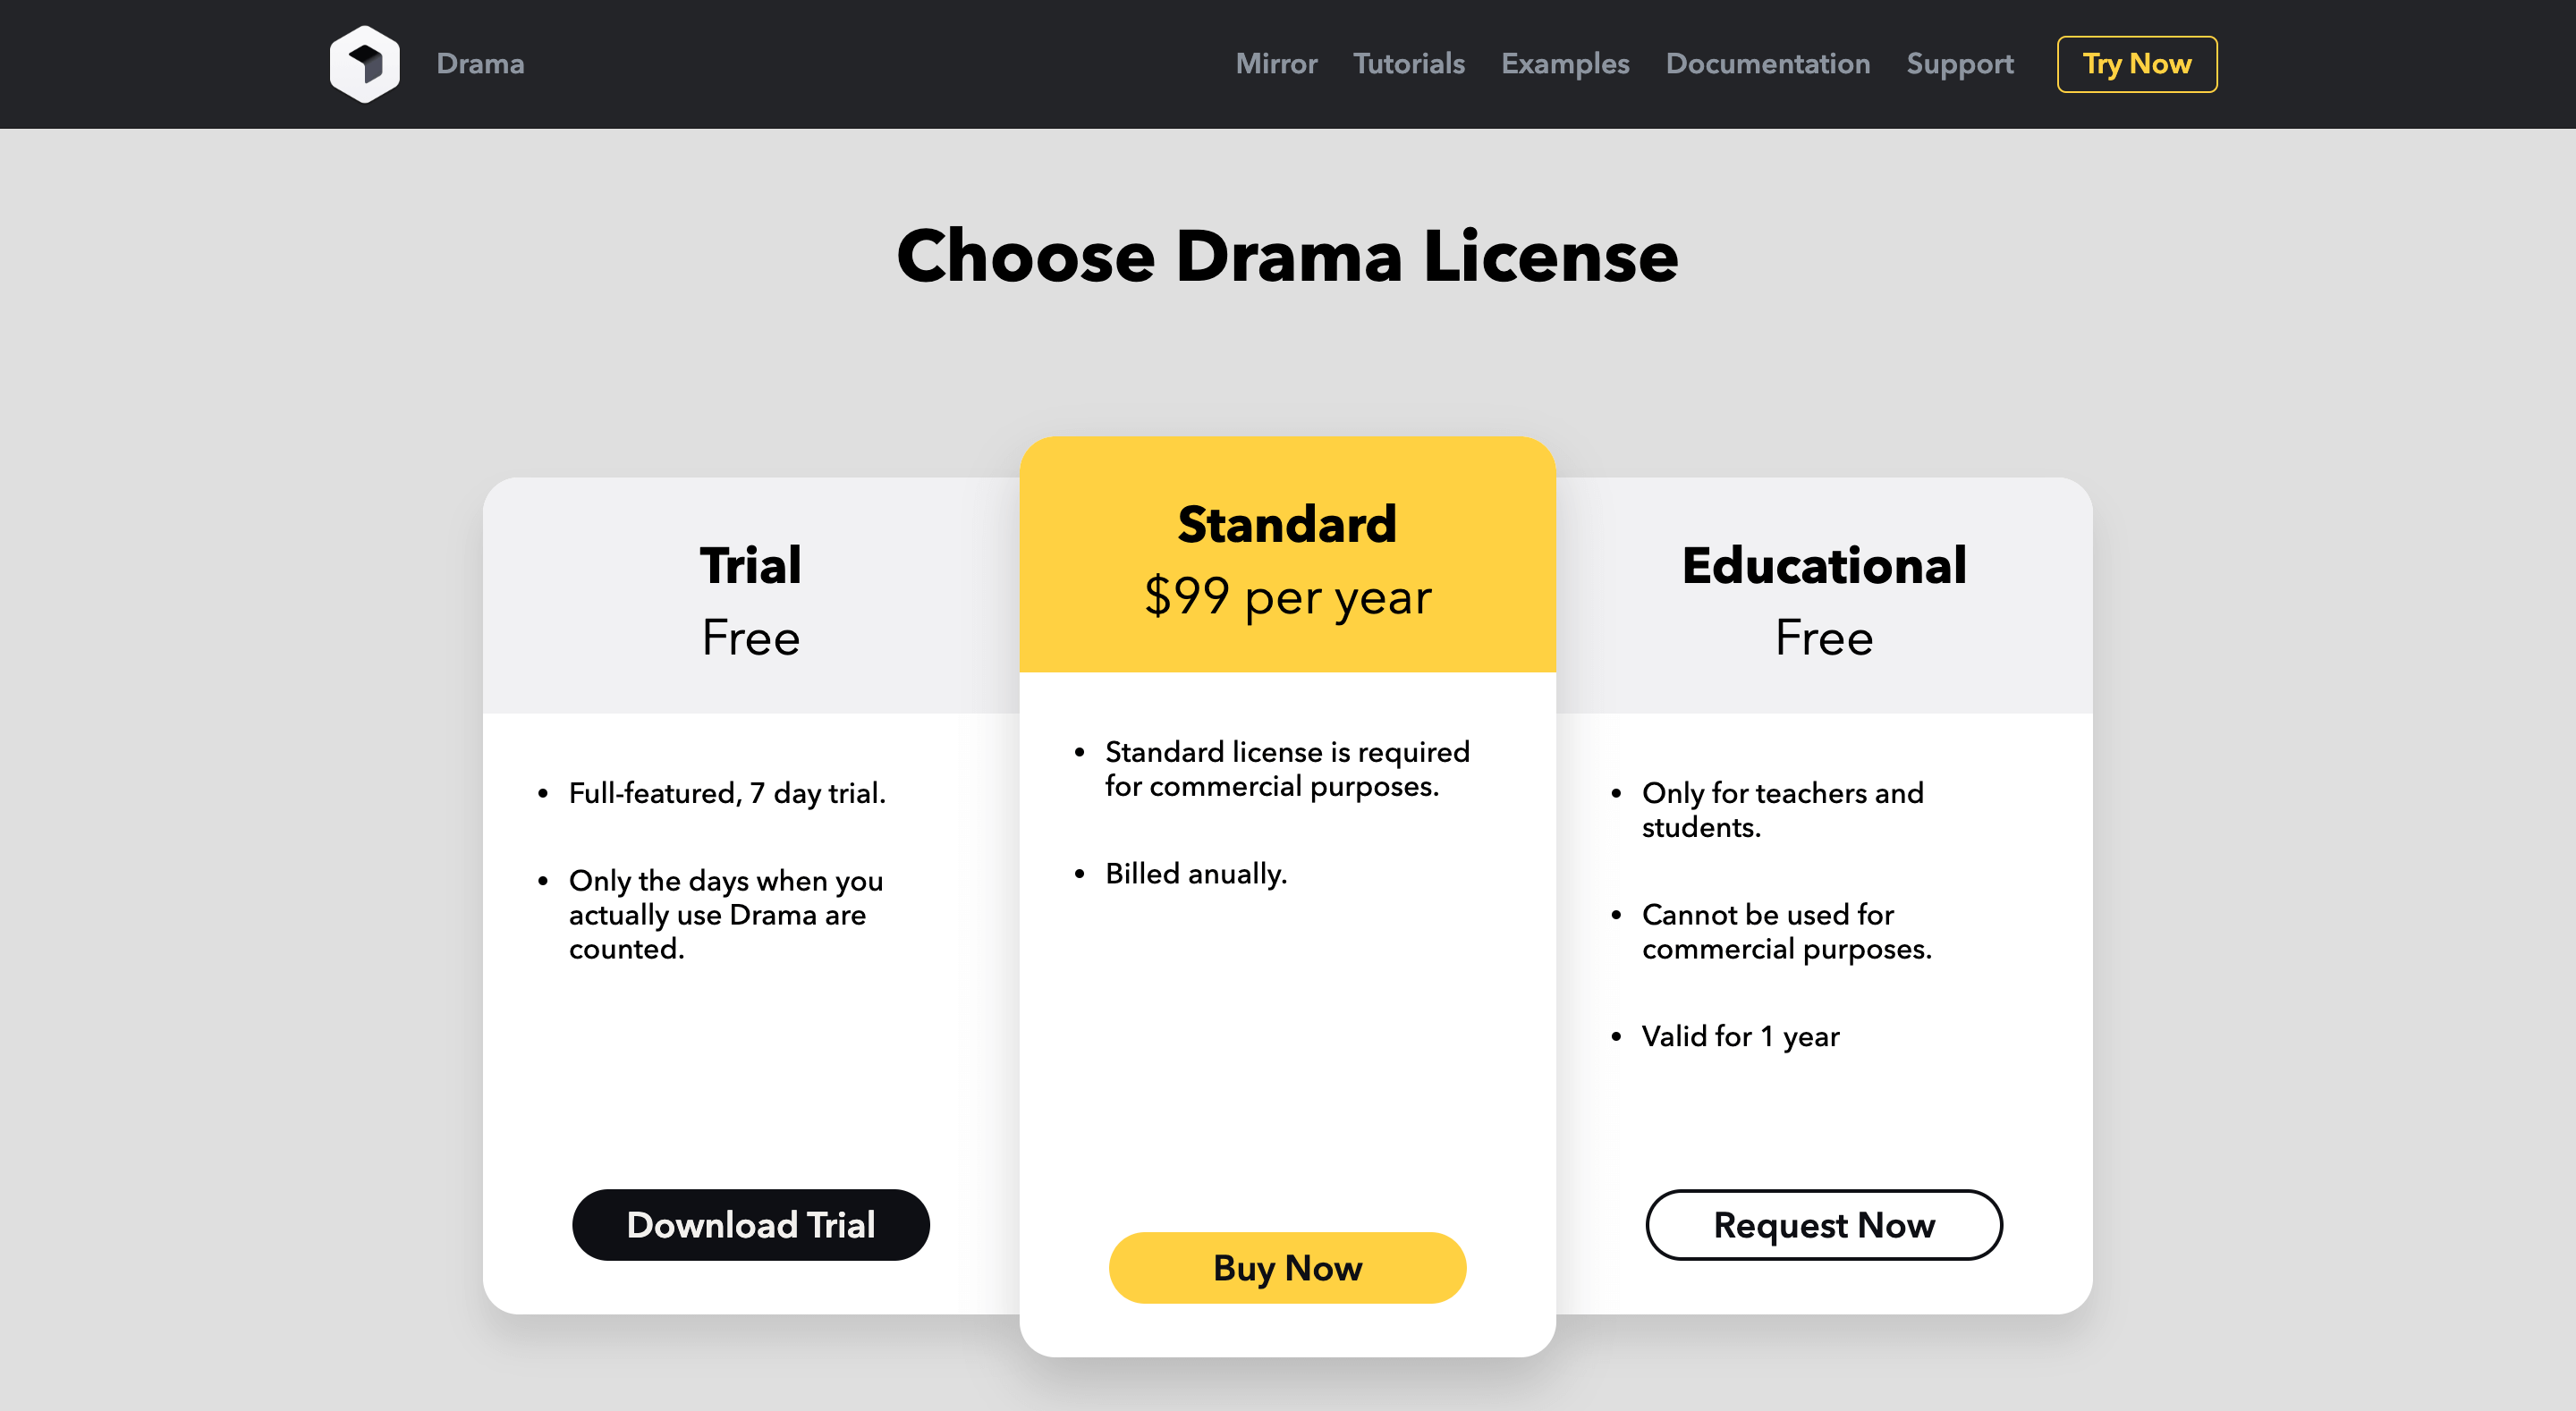 Drama
Mirror
Tutorials
Examples
Documentation
Support
Try Now
Choose Drama License
Trial
Free
• Full-featured, 7 day trial.
• Only the days when you
actually use Drama are
counted.
Download Trial
Standard
$99 per year
• Standard license is required
for commercial purposes.
• Billed anually.
Buy Now
Educational
Free
• Only for teachers and
students.
• Cannot be used for
commercial purposes.
• Valid for 1 year
Request Now